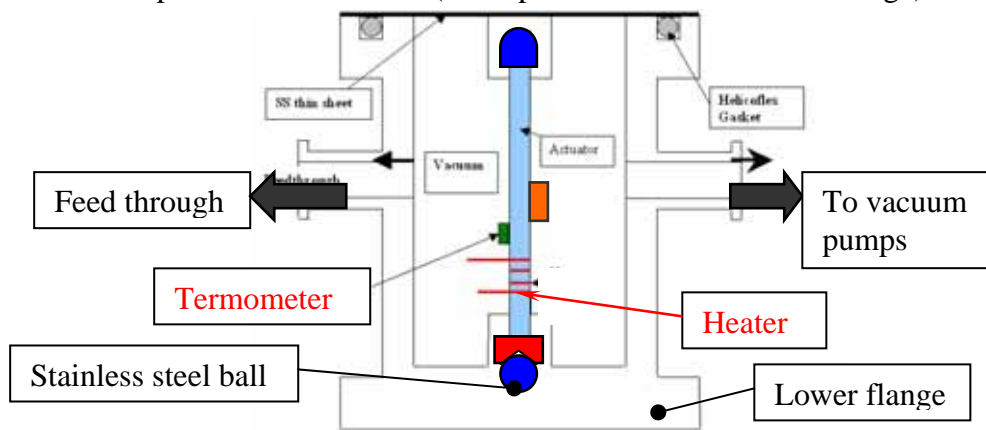 SS thin sheet
Helicoflex
Gasket
Vacuum
Actuator
Feed through
To vacuum
pumps
Termometer
Heater
Stainless steel ball
Lower flange